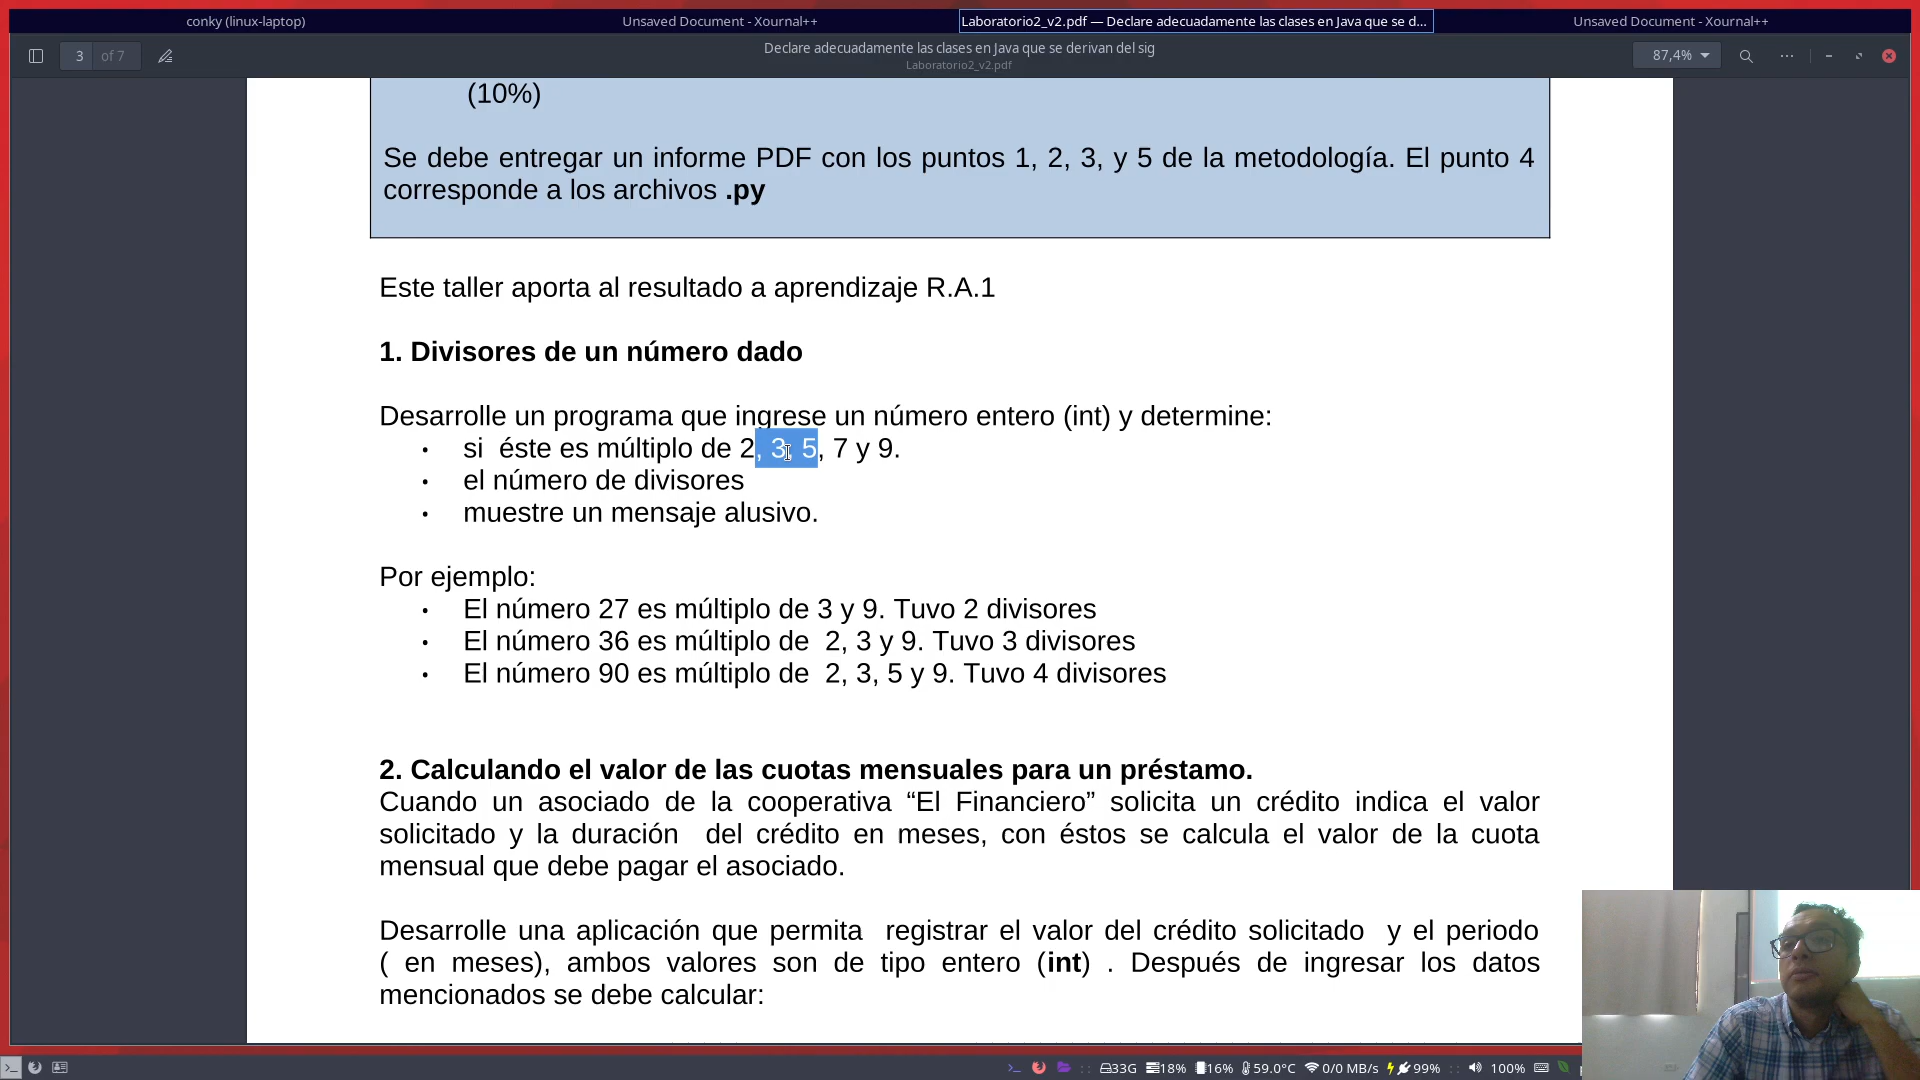 conky (linux-laptop) Unsaved Document - Xournal++ Laboratorio2_v2.pdf — Declare adecuadamente las clases en Java que se d... Unsaved Document - Xournal++
3 of 7 Declare adecuadamente las clases en Java que se derivan del sig 87,4%
Laboratorio2_v2.pdf
(10%)
Se debe entregar un informe PDF con los puntos 1, 2, 3, y 5 de la metodología. El punto 4
corresponde a los archivos .py
Este taller aporta al resultado a aprendizaje R.A.1
1. Divisores de un número dado
Desarrolle un programa que ingrese un número entero (int) y determine:
• si éste es múltiplo de 2, 3, 5, 7 y 9.
• el número de divisores
• muestre un mensaje alusivo.
Por ejemplo:
• El número 27 es múltiplo de 3 y 9. Tuvo 2 divisores
• El número 36 es múltiplo de 2, 3 y 9. Tuvo 3 divisores
• El número 90 es múltiplo de 2, 3, 5 y 9. Tuvo 4 divisores
2. Calculando el valor de las cuotas mensuales para un préstamo.
Cuando un asociado de la cooperativa “El Financiero” solicita un crédito indica el valor
solicitado y la duración del crédito en meses, con éstos se calcula el valor de la cuota
mensual que debe pagar el asociado.
Desarrolle una aplicación que permita registrar el valor del crédito solicitado y el periodo
( en meses), ambos valores son de tipo entero (int) . Después de ingresar los datos
mencionados se debe calcular:
33G 18% 16% 59.0°C 0/0 MB/s 99% 100%